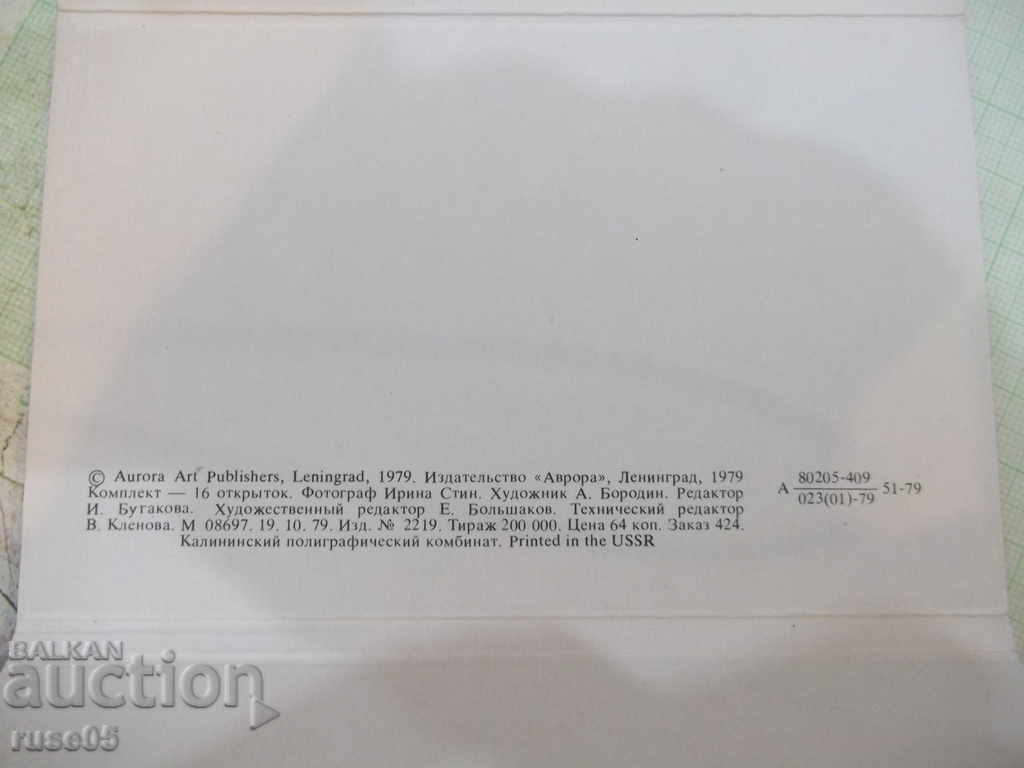 © Aurora Art Publishers, Leningrad, 1979. Издательство «Аврора», Ленинград, 1979
Комплект — 16 открыток. Фотограф Ирина Стин. Художник А. Бородин. Редактор
И. Бугакова. Художественный редактор Е. Большаков. Технический редактор
В. Кленова. М 08697. 19. 10. 79. Изд. № 2219. Тираж 200 000. Цена 64 коп. Заказ 424.
Калининский полиграфический комбинат. Printed in the USSR
А 80205-409 51-79
023(01)-79
BALKAN
auction
ruse05